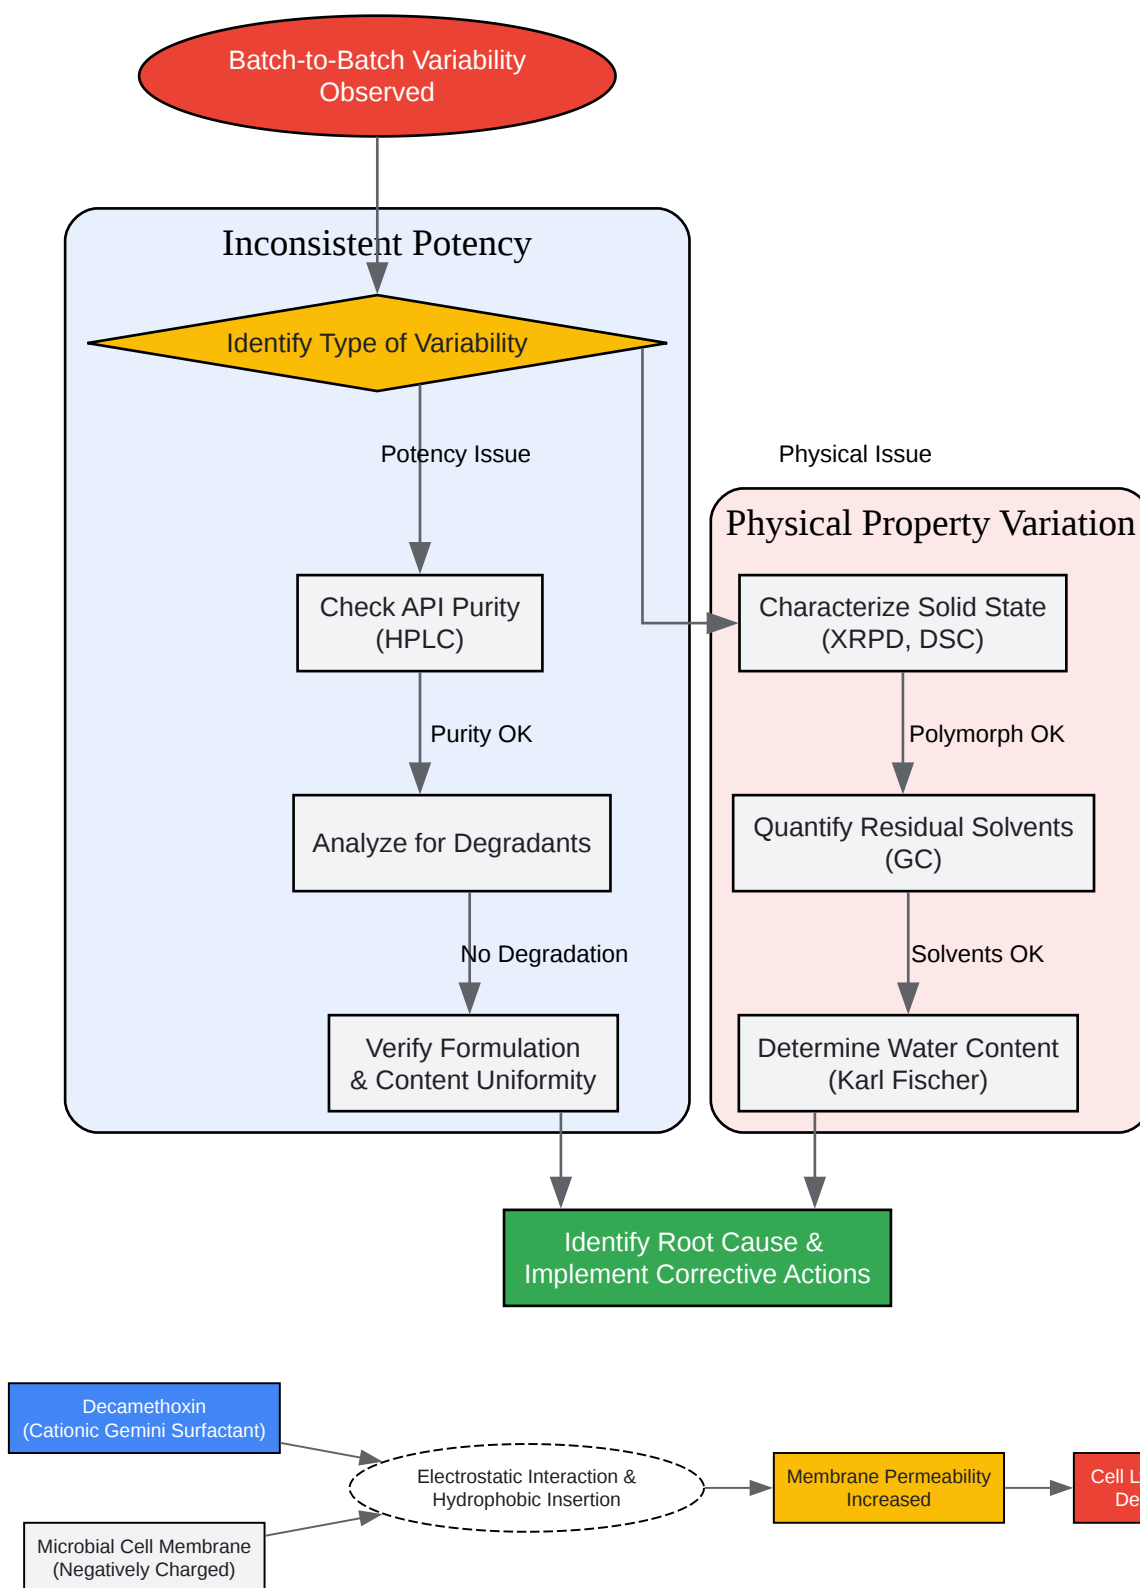 Batch-to-Batch Variability
Observed
Inconsistent Potency
Identify Type of Variability
Potency Issue
Physical Issue
Physical Property Variation
Check API Purity
(HPLC)
Characterize Solid State
(XRPD, DSC)
Purity OK
Polymorph OK
Analyze for Degradants
Quantify Residual Solvents
(GC)
No Degradation
Solvents OK
Verify Formulation
& Content Uniformity
Determine Water Content
(Karl Fischer)
Identify Root Cause &
Implement Corrective Actions
Decamethoxin
(Cationic Gemini Surfactant)
Microbial Cell Membrane
(Negatively Charged)
Electrostatic Interaction &
Hydrophobic Insertion
Membrane Permeability
Increased
Cell